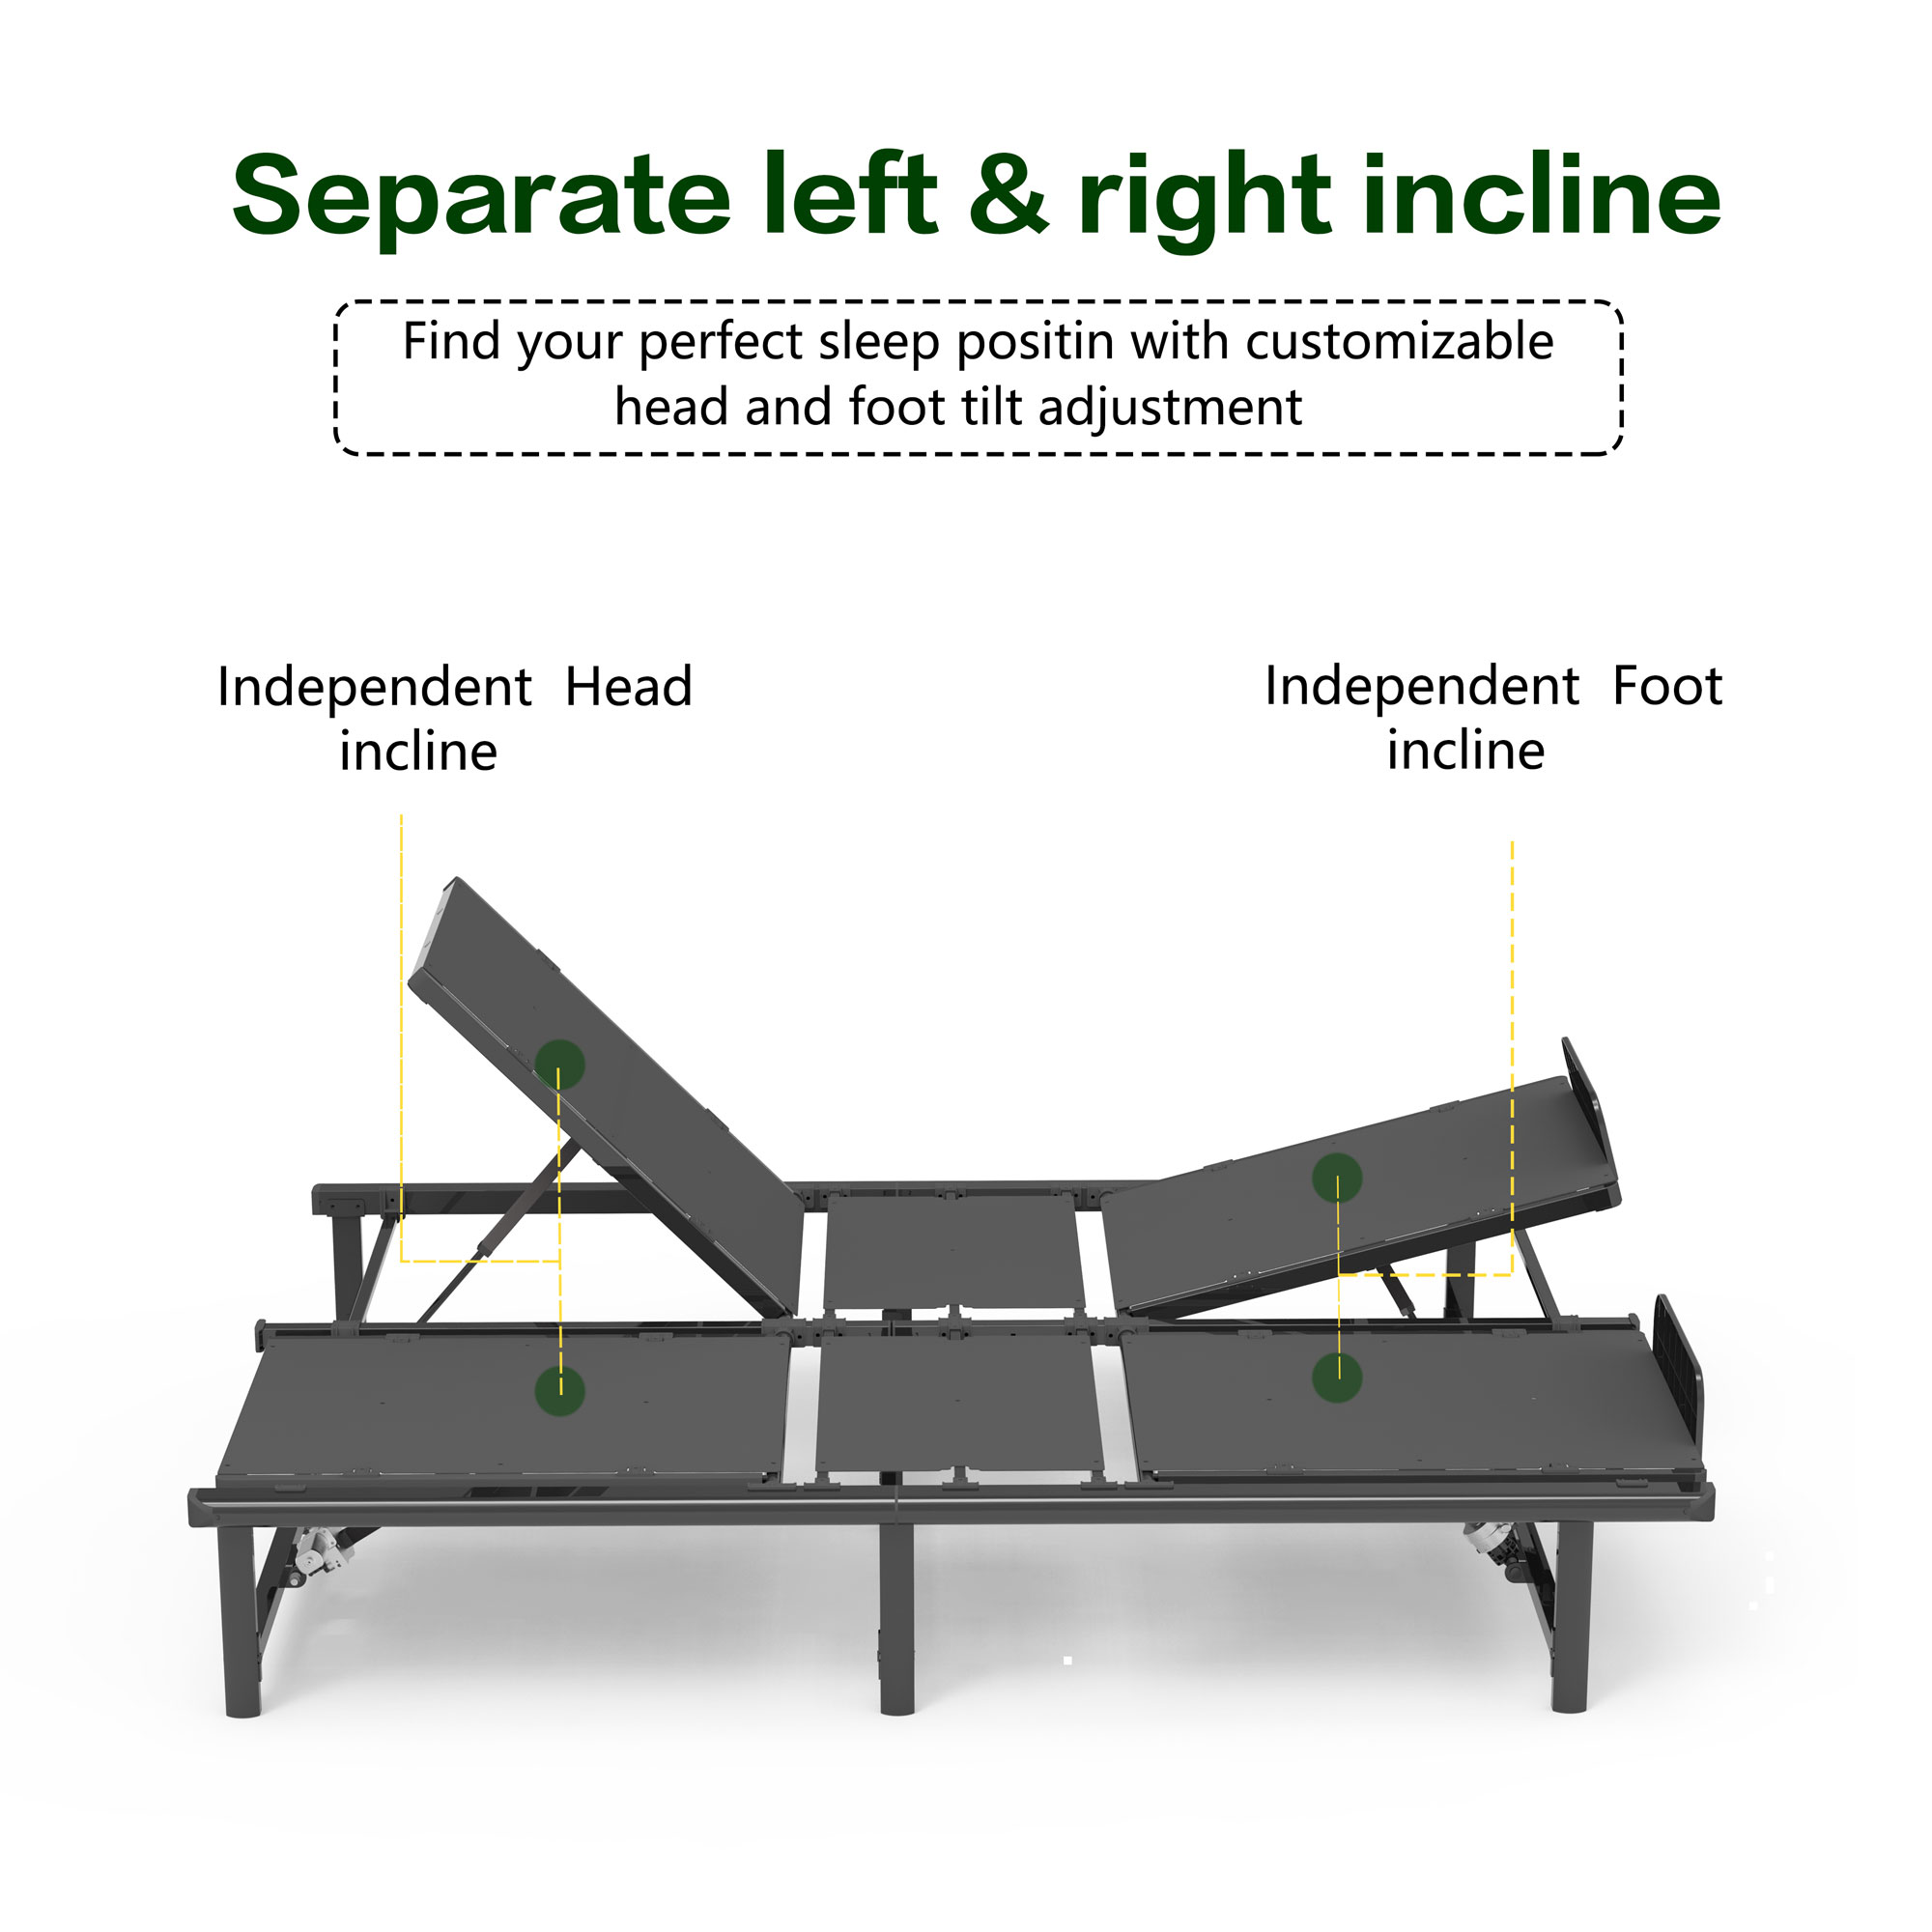 Separate left & right incline
Find your perfect sleep positin with customizable
head and foot tilt adjustment
Independent Head
incline
Independent Foot
incline